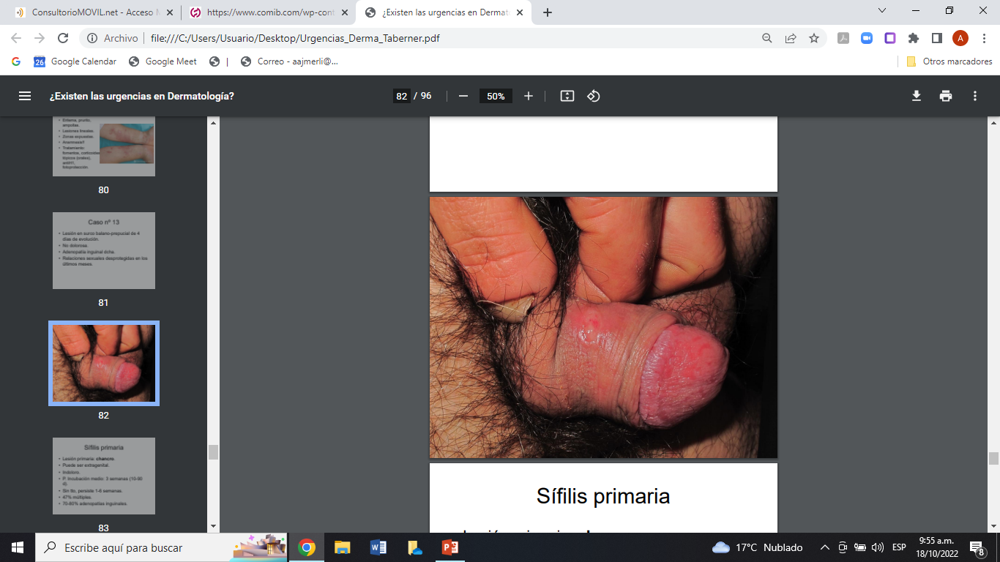 ConsultorioMOVIL.net - Acceso
https://www.comib.com/wp-cont
¿Existen las urgencias en Dermat
Archivo
file:///C:/Users/Usuario/Desktop/Urgencias_Derma_Taberner.pdf
A
G
26
Google Calendar
Google Meet
|
Correo - aajmerli@...
Otros marcadores
¿Existen las urgencias en Dermatología?
82 / 96
50%
• Edema, prurito, ampollas.
• Lesiones lineales.
• Zonas expuestas.
• Anamnesis!!
• Tratamiento: fomentos, corticoides tópicos (orales), fotoprotección.
80
Caso nº 13
• Lesión en surco balano-prepucial de 4
días de evolución.
• No dolorosa.
• Adenopatía inguinal dcha.
• Relaciones sexuales desprotegidas en los
últimos meses.
81
82
Sífilis primaria
• Lesión primaria: chancro.
• Puede ser extragenital.
• Indoloro.
• P. Incubación medio: 3 semanas (10-90
d).
• Sin tto, persiste 1-6 semanas.
• 47% múltiples.
• 70-80% adenopatías inguinales.
83
Sífilis primaria
Escribe aquí para buscar
17°C Nublado
ESP
9:55 a.m.
18/10/2022
8